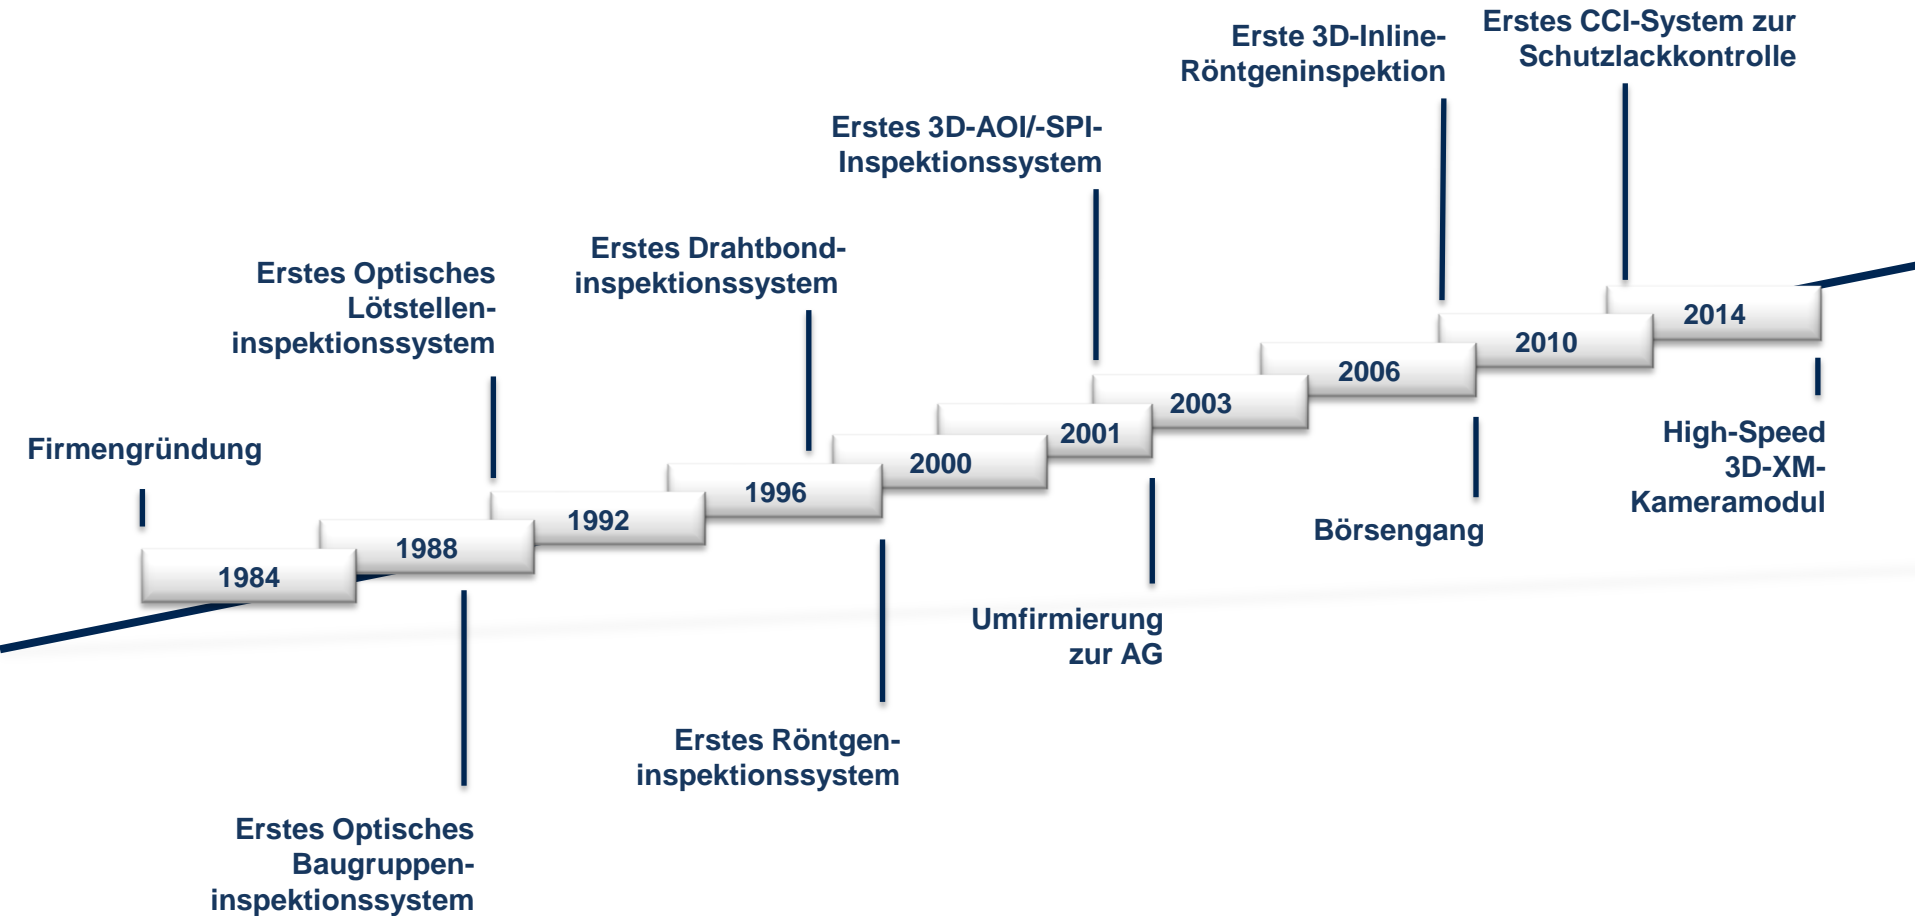 Erstes CCI-System zur
Schutzlackkontrolle
Erste 3D-Inline-
Röntgeninspektion
Erstes 3D-AOI/-SPI-
Inspektionssystem
Erstes Drahtbond-
inspektionssystem
Erstes Optisches
Lötstellen-
inspektionssystem
Firmengründung
1984
1988
1992
1996
2000
2001
2003
2006
2010
2014
High-Speed
3D-XM-
Kameramodul
Börsengang
Umfirmierung
zur AG
Erstes Röntgen-
inspektionssystem
Erstes Optisches
Baugruppen-
inspektionssystem